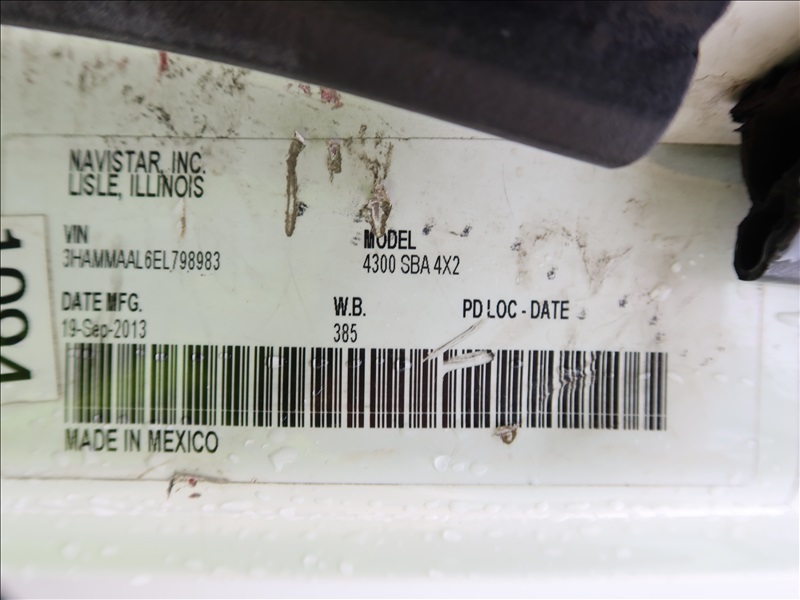 NAVISTAR, INC.
LISLE, ILLINOIS
VIN
MODEL
3HAMMAAL6EL798983
4300 SBA 4X2
DATE MFG.
W.B.
PD LOC - DATE
19-Sep-2013
385
MADE IN MEXICO
1094